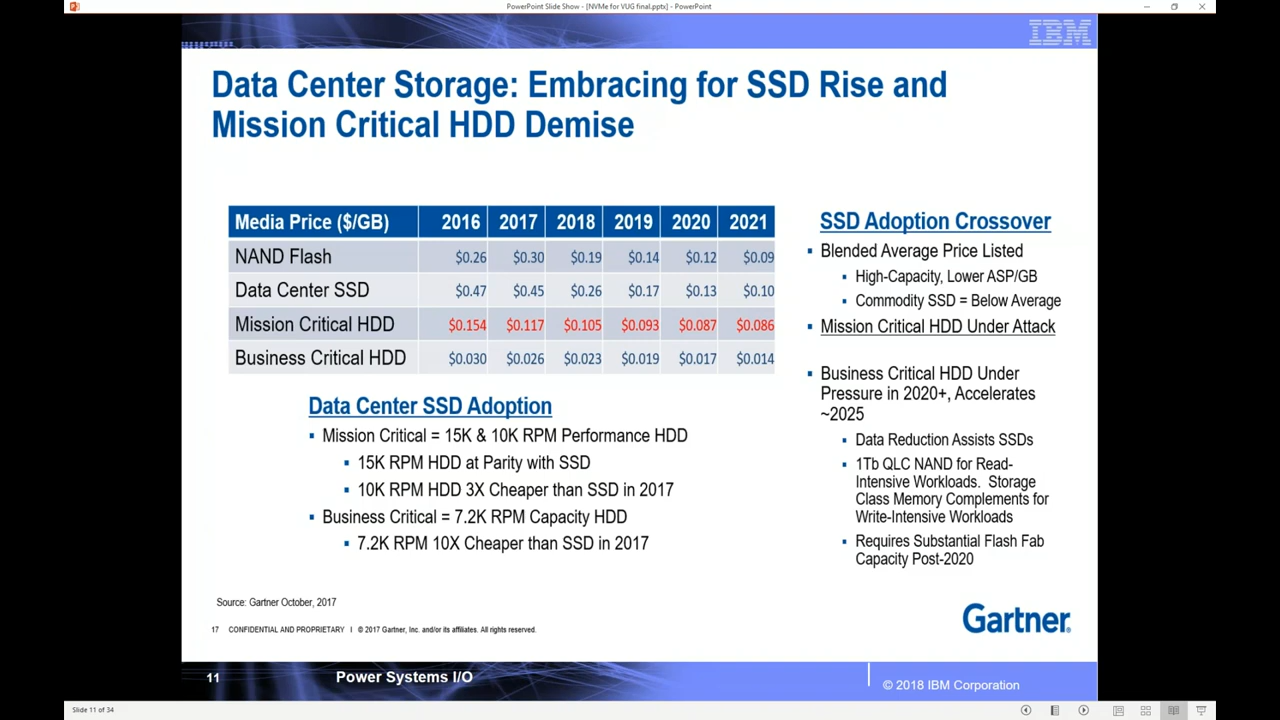 PowerPoint Slide Show - [NVMe for VUG final.pptx] - PowerPoint
IBM
Data Center Storage: Embracing for SSD Rise and
Mission Critical HDD Demise
Media Price ($/GB) 2016 2017 2018 2019 2020 2021
NAND Flash $0.26 $0.30 $0.19 $0.14 $0.12 $0.09
Data Center SSD $0.47 $0.45 $0.26 $0.17 $0.13 $0.10
Mission Critical HDD $0.154 $0.117 $0.105 $0.093 $0.087 $0.086
Business Critical HDD $0.030 $0.026 $0.023 $0.019 $0.017 $0.014
Data Center SSD Adoption
▪ Mission Critical = 15K & 10K RPM Performance HDD
▪ 15K RPM HDD at Parity with SSD
▪ 10K RPM HDD 3X Cheaper than SSD in 2017
▪ Business Critical = 7.2K RPM Capacity HDD
▪ 7.2K RPM 10X Cheaper than SSD in 2017
SSD Adoption Crossover
▪ Blended Average Price Listed
▪ High-Capacity, Lower ASP/GB
▪ Commodity SSD = Below Average
▪ Mission Critical HDD Under Attack
▪ Business Critical HDD Under
Pressure in 2020+, Accelerates
~2025
▪ Data Reduction Assists SSDs
▪ 1Tb QLC NAND for Read-
Intensive Workloads. Storage
Class Memory Complements for
Write-Intensive Workloads
▪ Requires Substantial Flash Fab
Capacity Post-2020
Source: Gartner October, 2017
17 CONFIDENTIAL AND PROPRIETARY I © 2017 Gartner, Inc. and/or its affiliates. All rights reserved.
Gartner®
11 Power Systems I/O © 2018 IBM Corporation
Slide 11 of 34